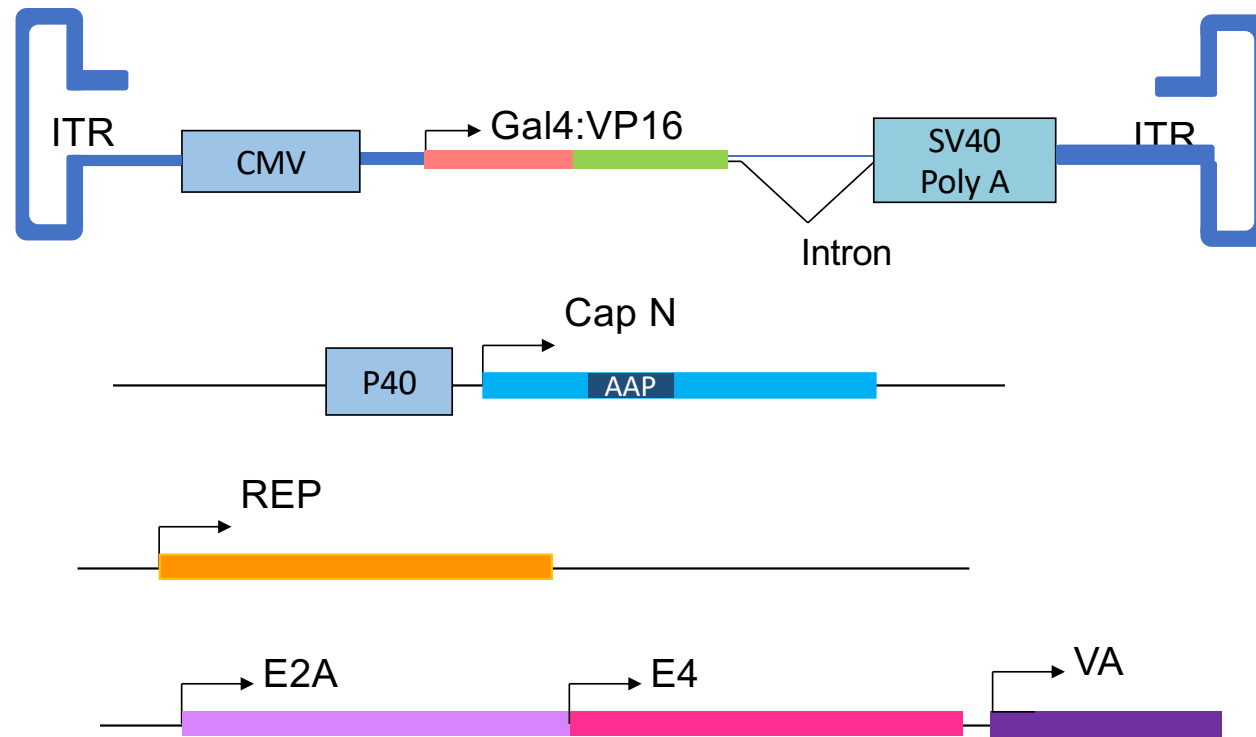 ITR
CMV
Gal4:VP16
SV40
Poly A
ITR
Intron
Cap N
P40
AAP
REP
E2A
E4
VA